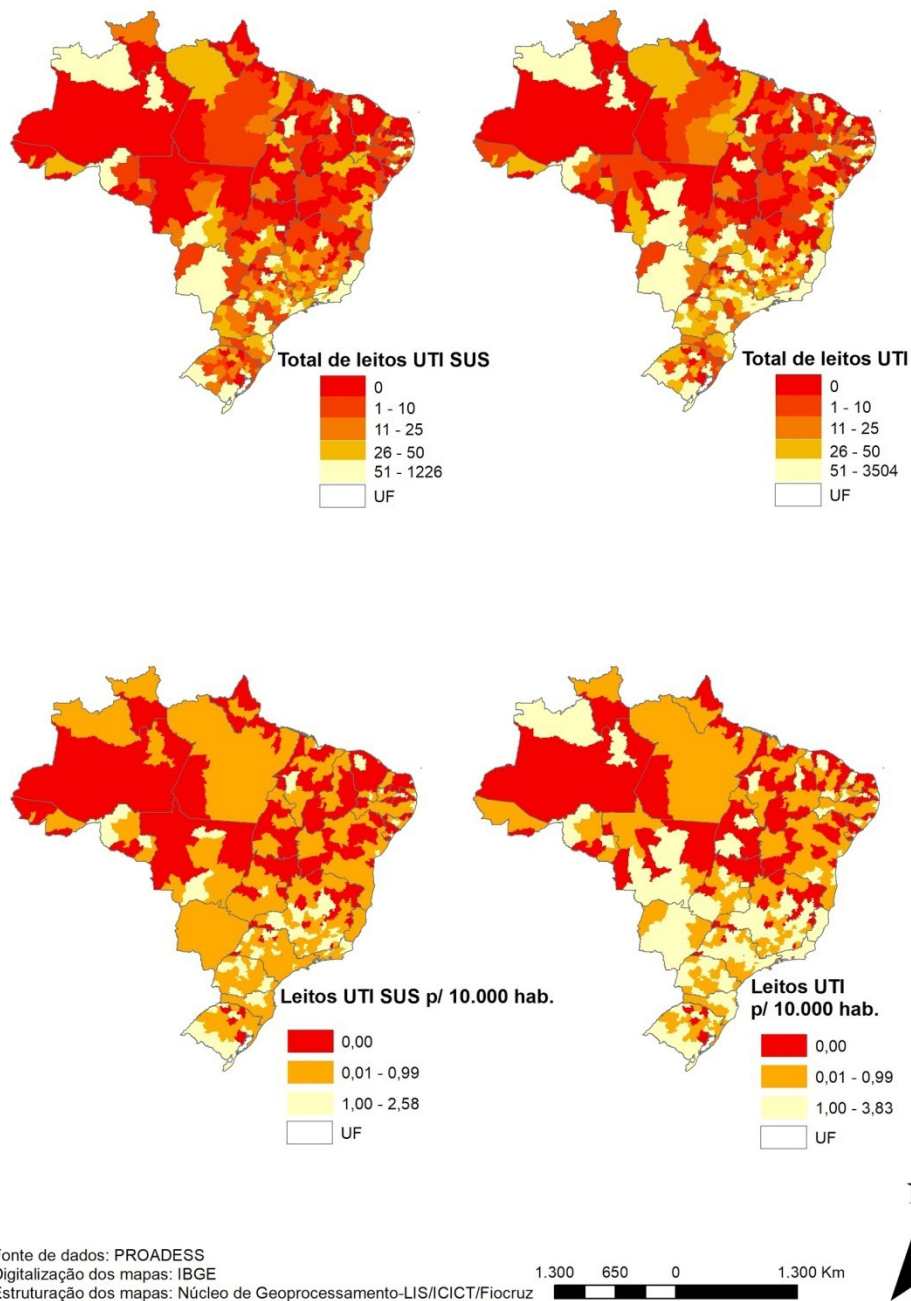 Total de leitos UTI SUS
0
1 - 10
11 - 25
26 - 50
51 - 1226
UF
Total de leitos UTI
0
1 - 10
11 - 25
26 - 50
51 - 3504
UF
Leitos UTI SUS p/ 10.000 hab.
0,00
0,01 - 0,99
1,00 - 2,58
UF
Leitos UTI
p/ 10.000 hab.
0,00
0,01 - 0,99
1,00 - 3,83
UF
onte de dados: PROADESS
Digitalização dos mapas: IBGE
Estruturação dos mapas: Núcleo de Geoprocessamento-LIS/ICICT/Fiocruz
1.300 650 0 1.300 Km